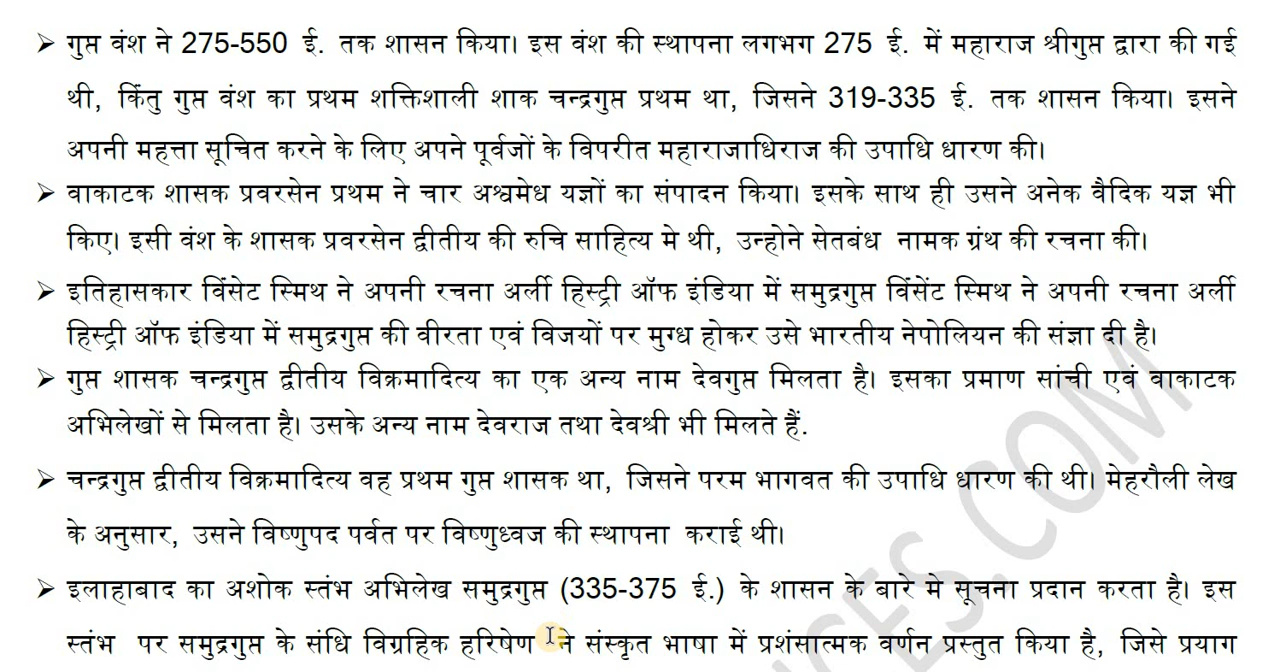 ➢ गुप्त वंश ने 275-550 ई. तक शासन किया। इस वंश की स्थापना लगभग 275 ई. में महाराज श्रीगुप्त द्वारा की गई
थी, किंतु गुप्त वंश का प्रथम शक्तिशाली शाक चन्द्रगुप्त प्रथम था, जिसने 319-335 ई. तक शासन किया। इसने
अपनी महत्ता सूचित करने के लिए अपने पूर्वजों के विपरीत महाराजाधिराज की उपाधि धारण की।
➢ वाकाटक शासक प्रवरसेन प्रथम ने चार अश्वमेध यज्ञों का संपादन किया। इसके साथ ही उसने अनेक वैदिक यज्ञ भी
किए। इसी वंश के शासक प्रवरसेन द्वीतीय की रुचि साहित्य मे थी, उन्होने सेतबंध नामक ग्रंथ की रचना की।
➢ इतिहासकार विंसेट स्मिथ ने अपनी रचना अर्ली हिस्ट्री ऑफ इंडिया में समुद्रगुप्त विंसेंट स्मिथ ने अपनी रचना अर्ली
हिस्ट्री ऑफ इंडिया में समुद्रगुप्त की वीरता एवं विजयों पर मुग्ध होकर उसे भारतीय नेपोलियन की संज्ञा दी है।
➢ गुप्त शासक चन्द्रगुप्त द्वीतीय विक्रमादित्य का एक अन्य नाम देवगुप्त मिलता है। इसका प्रमाण सांची एवं वाकाटक
अभिलेखों से मिलता है। उसके अन्य नाम देवराज तथा देवश्री भी मिलते हैं.
➢ चन्द्रगुप्त द्वीतीय विक्रमादित्य वह प्रथम गुप्त शासक था, जिसने परम भागवत की उपाधि धारण की थी। मेहरौली लेख
के अनुसार, उसने विष्णुपद पर्वत पर विष्णुध्वज की स्थापना कराई थी।
➢ इलाहाबाद का अशोक स्तंभ अभिलेख समुद्रगुप्त (335-375 ई.) के शासन के बारे मे सूचना प्रदान करता है। इस
स्तंभ पर समुद्रगुप्त के संधि विग्रहिक हरिषेण ने संस्कृत भाषा में प्रशंसात्मक वर्णन प्रस्तुत किया है, जिसे प्रयाग